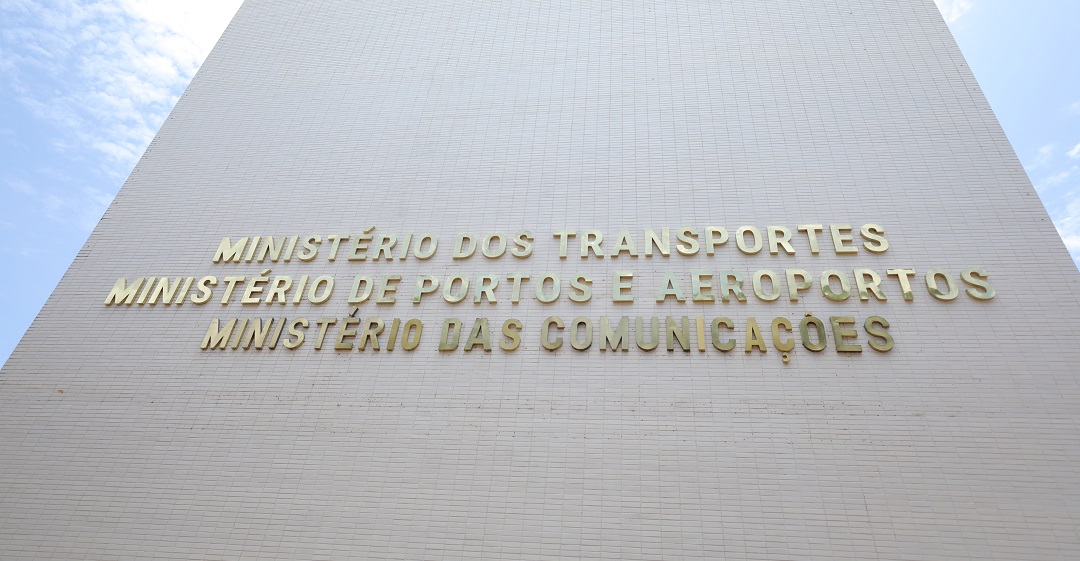 MINISTÉRIO DOS TRANSPORTES
MINISTÉRIO DE PORTOS E AEROPORTOS
MINISTÉRIO DAS COMUNICAÇÕES